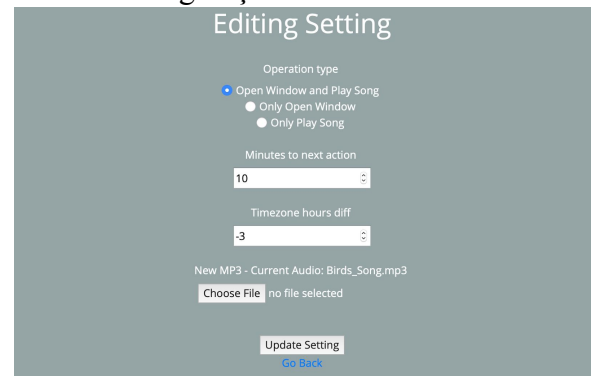 Editing Setting
Operation type
Open Window and Play Song
Only Open Window
Only Play Song
Minutes to next action
10
Timezone hours diff
-3
New MP3 - Current Audio: Birds_Song.mp3
Choose File no file selected
Update Setting
Go Back